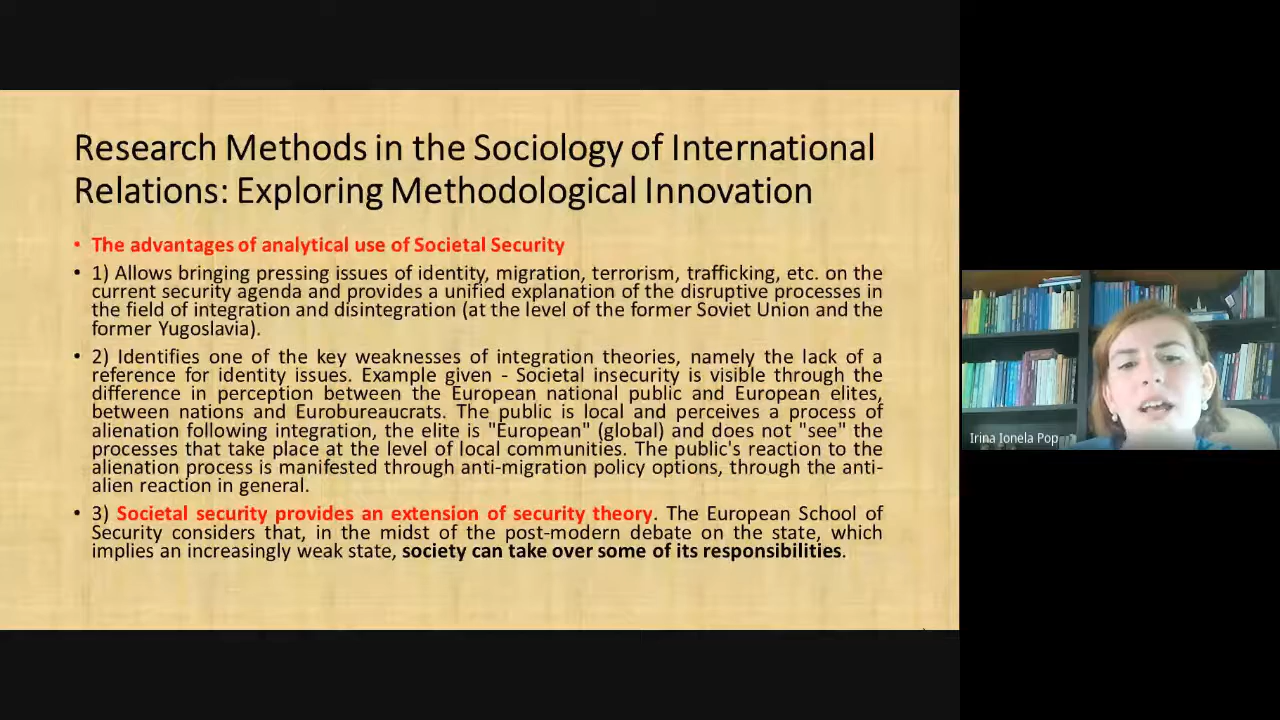 Research Methods in the Sociology of International
Relations: Exploring Methodological Innovation
• The advantages of analytical use of Societal Security
• 1) Allows bringing pressing issues of identity, migration, terrorism, trafficking, etc. on the
current security agenda and provides a unified explanation of the disruptive processes in
the field of integration and disintegration (at the level of the former Soviet Union and the
former Yugoslavia).
• 2) Identifies one of the key weaknesses of integration theories, namely the lack of a
reference for identity issues. Example given - Societal insecurity is visible through the
difference in perception between the European national public and European elites,
between nations and Eurobureaucrats. The public is local and perceives a process of
alienation following integration, the elite is "European" (global) and does not "see" the
processes that take place at the level of local communities. The public's reaction to the
alienation process is manifested through anti-migration policy options, through the anti-
alien reaction in general.
• 3) Societal security provides an extension of security theory. The European School of
Security considers that, in the midst of the post-modern debate on the state, which
implies an increasingly weak state, society can take over some of its responsibilities.
Irina Ionela Pop